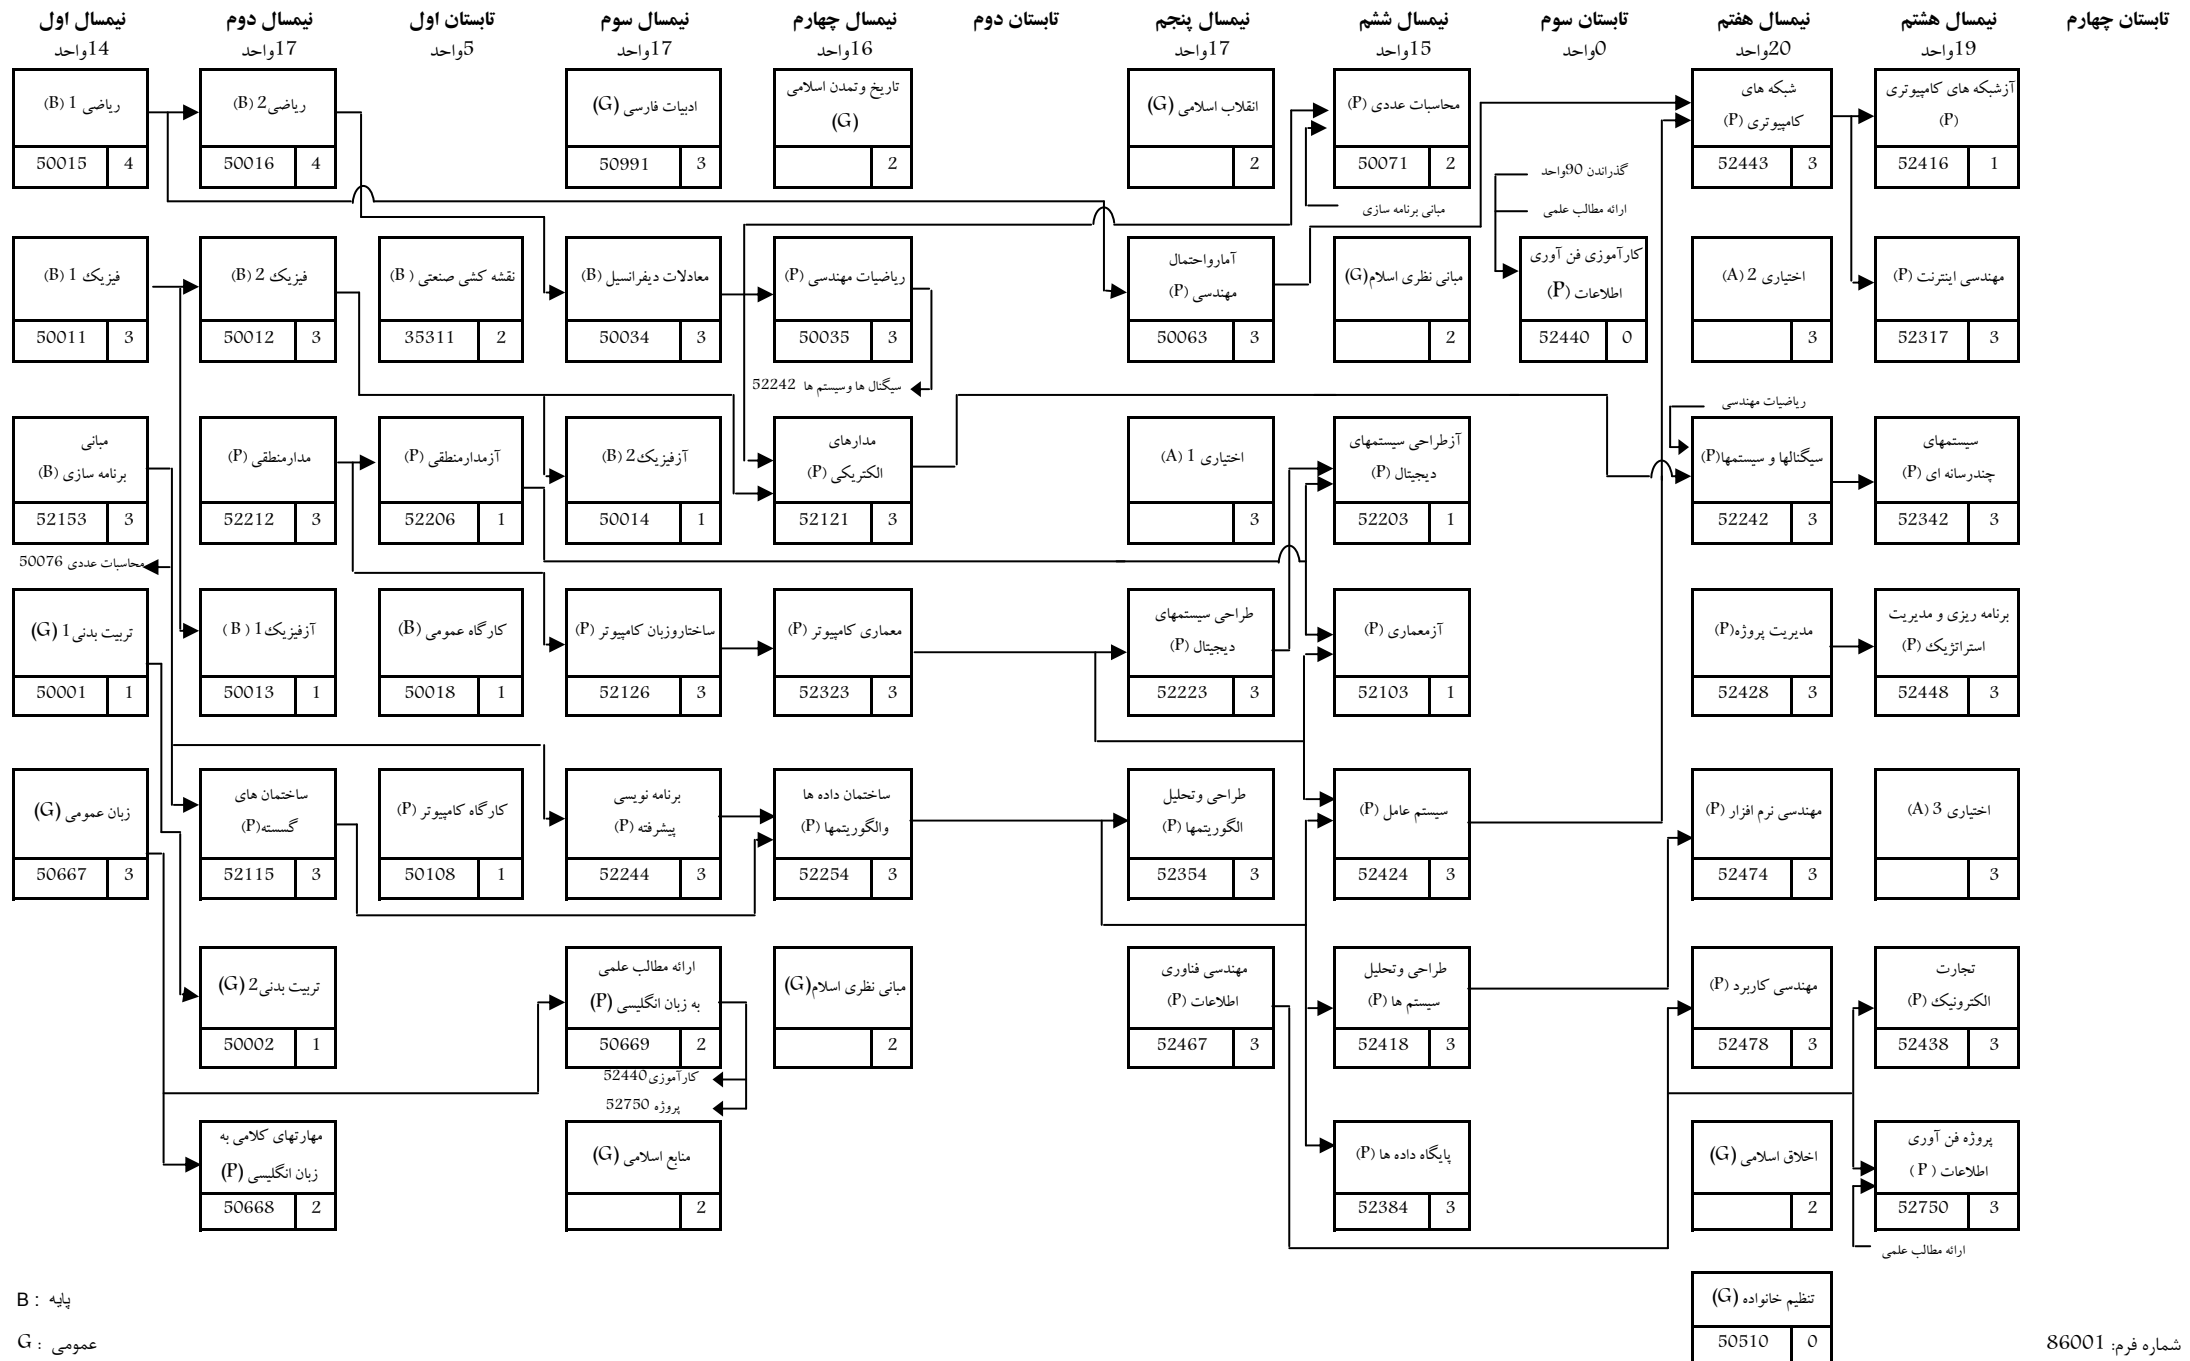 نیمسال اول
14واحد
نیمسال دوم
17واحد
تابستان اول
5واحد
نیمسال سوم
17واحد
نیمسال چهارم
16واحد
تابستان دوم
نیمسال پنجم
17واحد
نیمسال ششم
15واحد
تابستان سوم
0واحد
نیمسال هفتم
20واحد
نیمسال هشتم
19واحد
تابستان چهارم
ریاضی 1 (B)
50015 4
ریاضی2 (B)
50016 4
ادبیات فارسی (G)
50991 3
تاریخ وتمدن اسلامی
(G)
2
انقلاب اسلامی (G)
2
محاسبات عددی (P)
50071 2
شبکه های
کامپیوتری (P)
52443 3
آزشبکه های کامپیوتری
(P)
52416 1
گذراندن 90واحد
ارائه مطالب علمی
مبانی برنامه سازی
فیزیک 1 (B)
50011 3
فیزیک 2 (B)
50012 3
نقشه کشی صنعتی ( B)
35311 2
معادلات دیفرانسیل (B)
50034 3
ریاضیات مهندسی (P)
50035 3
آمارواحتمال
مهندسی (P)
50063 3
مبانی نظری اسلام(G)
2
کارآموزی فن آوری
اطلاعات (P)
52440 0
اختیاری 2 (A)
3
مهندسی اینترنت (P)
52317 3
سیگنال ها وسیستم ها 52242
ریاضیات مهندسی
مبانی
برنامه سازی (B)
52153 3
مدارمنطقی (P)
52212 3
آزمدارمنطقی (P)
52206 1
آزفیزیک2 (B)
50014 1
مدارهای
الکتریکی (P)
52121 3
اختیاری 1 (A)
3
آزطراحی سیستمهای
دیجیتال (P)
52203 1
سیگنالها و سیستمها(P)
52242 3
سیستمهای
چندرسانه ای (P)
52342 3
محاسبات عددی 50076
تربیت بدنی1 (G)
50001 1
آزفیزیک1 ( B )
50013 1
کارگاه عمومی (B)
50018 1
ساختاروزبان کامپیوتر (P)
52126 3
معماری کامپیوتر (P)
52323 3
طراحی سیستمهای
دیجیتال (P)
52223 3
آزمعماری (P)
52103 1
مدیریت پروژه(P)
52428 3
برنامه ریزی و مدیریت
استراتژیک (P)
52448 3
زبان عمومی (G)
50667 3
ساختمان های
گسسته(P)
52115 3
کارگاه کامپیوتر (P)
50108 1
برنامه نویسی
پیشرفته (P)
52244 3
ساختمان داده ها
والگوریتمها (P)
52254 3
طراحی وتحلیل
الگوریتمها (P)
52354 3
سیستم عامل (P)
52424 3
مهندسی نرم افزار (P)
52474 3
اختیاری 3 (A)
3
تربیت بدنی2 (G)
50002 1
ارائه مطالب علمی
به زبان انگلیسی (P)
50669 2
مبانی نظری اسلام(G)
2
مهندسی فناوری
اطلاعات (P)
52467 3
طراحی وتحلیل
سیستم ها (P)
52418 3
مهندسی کاربرد (P)
52478 3
تجارت
الکترونیک (P)
52438 3
کارآموزی52440
پروژه 52750
مهارتهای کلامی به
زبان انگلیسی (P)
50668 2
منابع اسلامی (G)
2
پایگاه داده ها (P)
52384 3
اخلاق اسلامی (G)
2
پروژه فن آوری
اطلاعات ( P )
52750 3
ارائه مطالب علمی
تنظیم خانواده (G)
50510 0
پایه : B
عمومی : G
شماره فرم: 86001